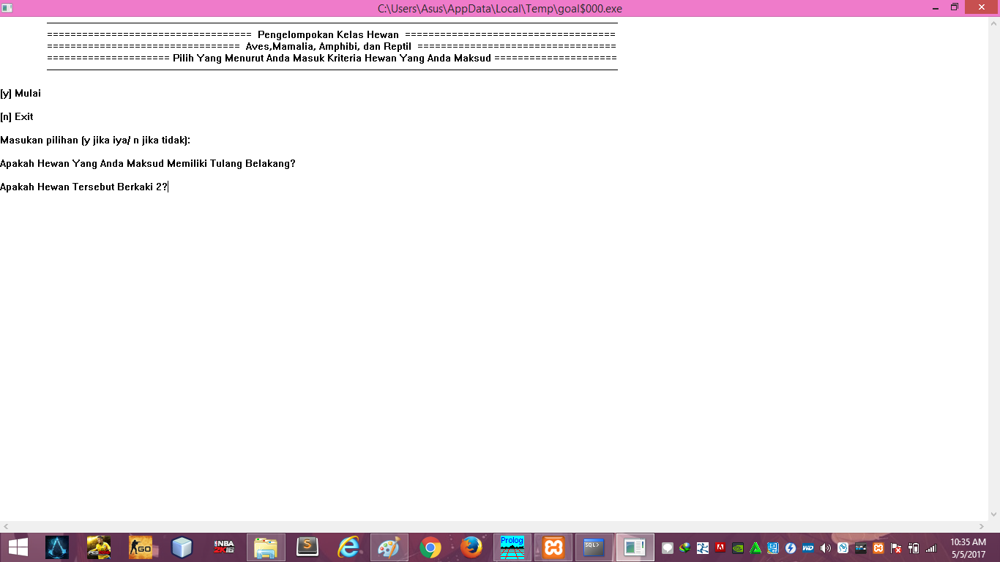 C:\Users\Asus\AppData\Local\Temp\goal$000.exe
=================================== Pengelompokan Kelas Hewan ====================================
================================= Aves,Mamalia, Amphibi, dan Reptil ==================================
===================== Pilih Yang Menurut Anda Masuk Kriteria Hewan Yang Anda Maksud =====================
[y] Mulai
[n] Exit
Masukan pilihan (y jika iya/ n jika tidak):
Apakah Hewan Yang Anda Maksud Memiliki Tulang Belakang?
Apakah Hewan Tersebut Berkaki 2?
GO
NBA
2K16
S
Prolog
SQL>
WD
10:35 AM
5/5/2017